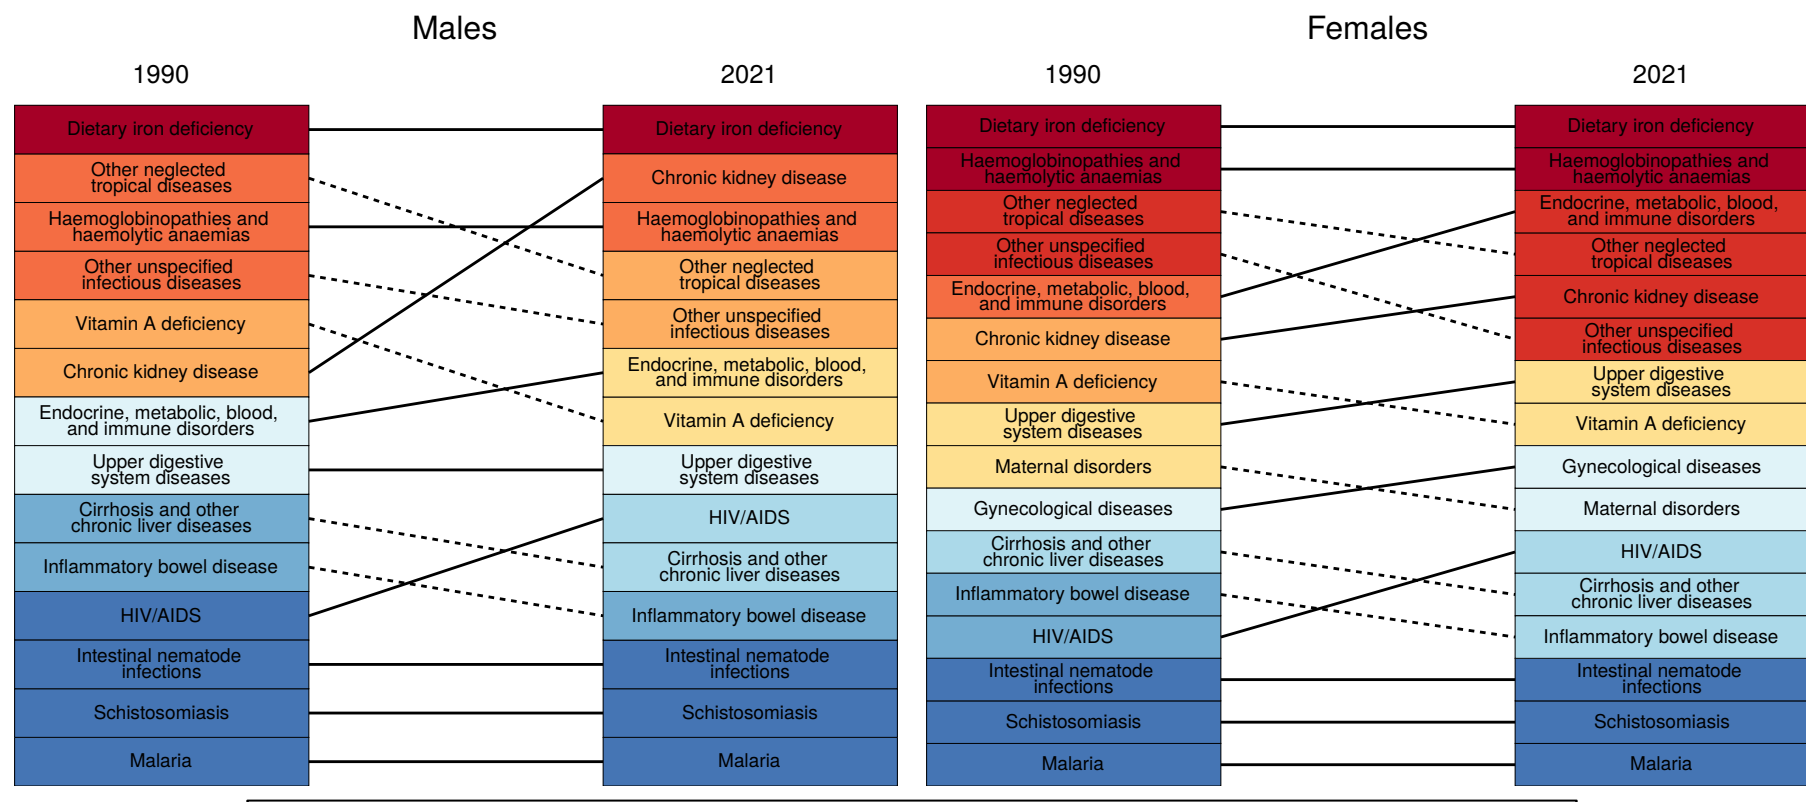 Males
1990
2021
Dietary iron deficiency
Other neglected
tropical diseases
Haemoglobinopathies and
haemolytic anaemias
Other unspecified
infectious diseases
Vitamin A deficiency
Chronic kidney disease
Endocrine, metabolic, blood,
and immune disorders
Upper digestive
system diseases
Cirrhosis and other
chronic liver diseases
Inflammatory bowel disease
HIV/AIDS
Intestinal nematode
infections
Schistosomiasis
Malaria
Dietary iron deficiency
Chronic kidney disease
Haemoglobinopathies and
haemolytic anaemias
Other neglected
tropical diseases
Other unspecified
infectious diseases
Endocrine, metabolic, blood,
and immune disorders
Vitamin A deficiency
Upper digestive
system diseases
HIV/AIDS
Cirrhosis and other
chronic liver diseases
Inflammatory bowel disease
Intestinal nematode
infections
Schistosomiasis
Malaria
Females
1990
2021
Dietary iron deficiency
Haemoglobinopathies and
haemolytic anaemias
Other neglected
tropical diseases
Other unspecified
infectious diseases
Endocrine, metabolic, blood,
and immune disorders
Chronic kidney disease
Vitamin A deficiency
Upper digestive
system diseases
Maternal disorders
Gynecological diseases
Cirrhosis and other
chronic liver diseases
Inflammatory bowel disease
HIV/AIDS
Intestinal nematode
infections
Schistosomiasis
Malaria
Dietary iron deficiency
Haemoglobinopathies and
haemolytic anaemias
Endocrine, metabolic, blood,
and immune disorders
Other neglected
tropical diseases
Chronic kidney disease
Other unspecified
infectious diseases
Upper digestive
system diseases
Vitamin A deficiency
Gynecological diseases
Maternal disorders
HIV/AIDS
Cirrhosis and other
chronic liver diseases
Inflammatory bowel disease
Intestinal nematode
infections
Schistosomiasis
Malaria